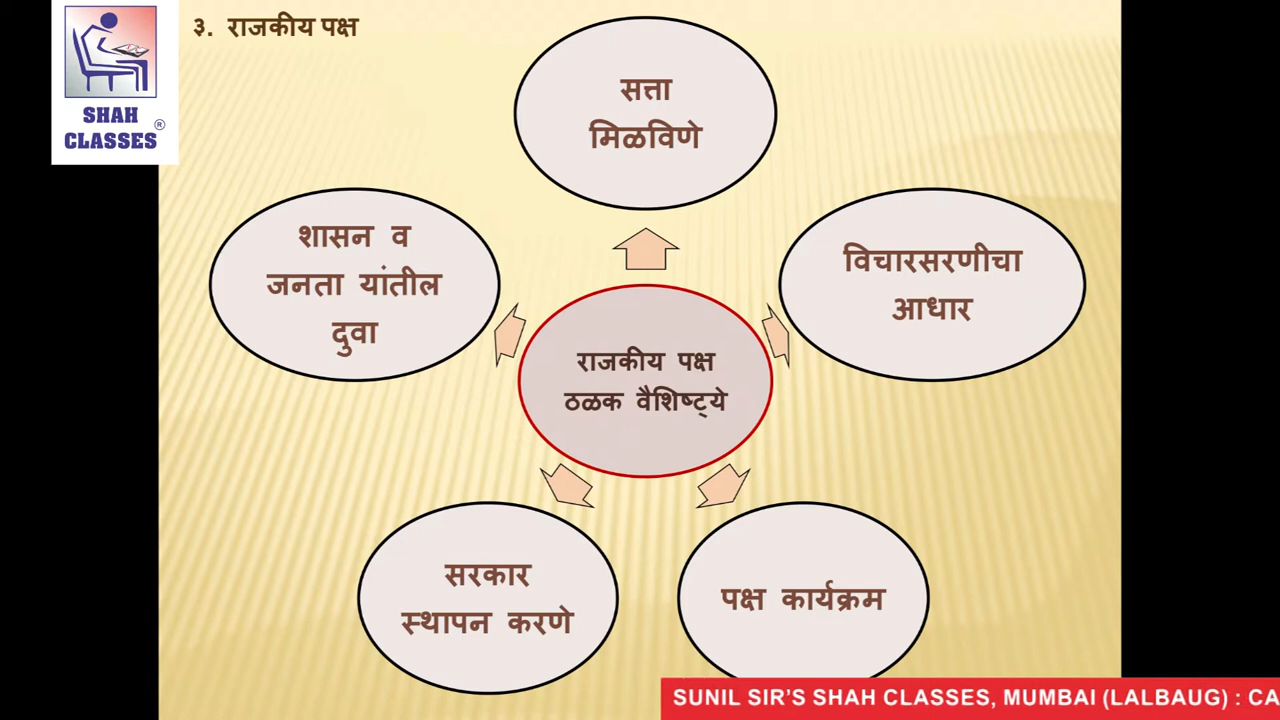 ३. राजकीय पक्ष
SHAH
CLASSES®
सत्ता
मिळविणे
शासन व
जनता यांतील
दुवा
विचारसरणीचा
आधार
राजकीय पक्ष
ठळक वैशिष्ट्ये
सरकार
स्थापन करणे
पक्ष कार्यक्रम
SUNIL SIR'S SHAH CLASSES, MUMBAI (LALBAUG) : CA